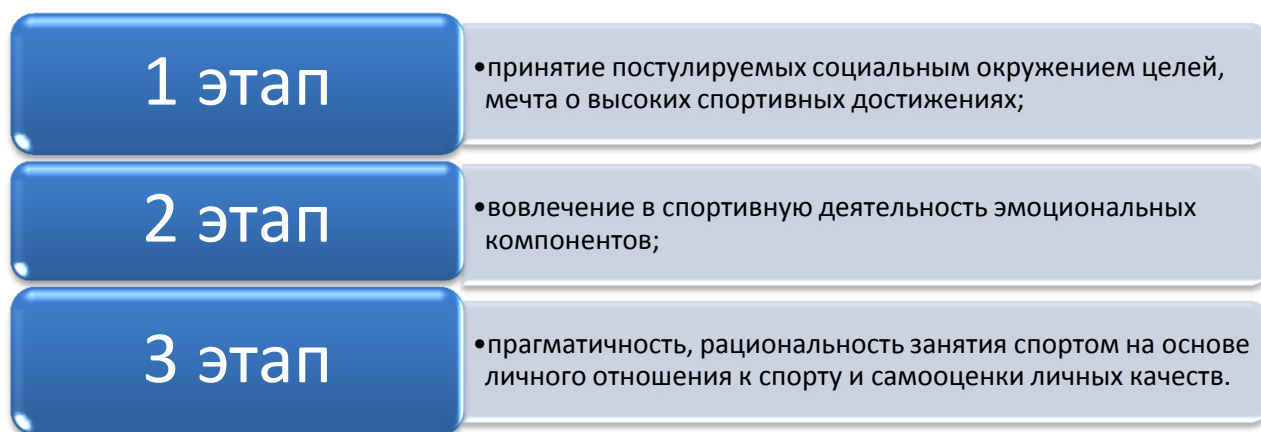 1 этап
•принятие постулируемых социальным окружением целей,
мечта о высоких спортивных достижениях;
2 этап
•вовлечение в спортивную деятельность эмоциональных
компонентов;
3 этап
•прагматичность, рациональность занятия спортом на основе
личного отношения к спорту и самооценки личных качеств.